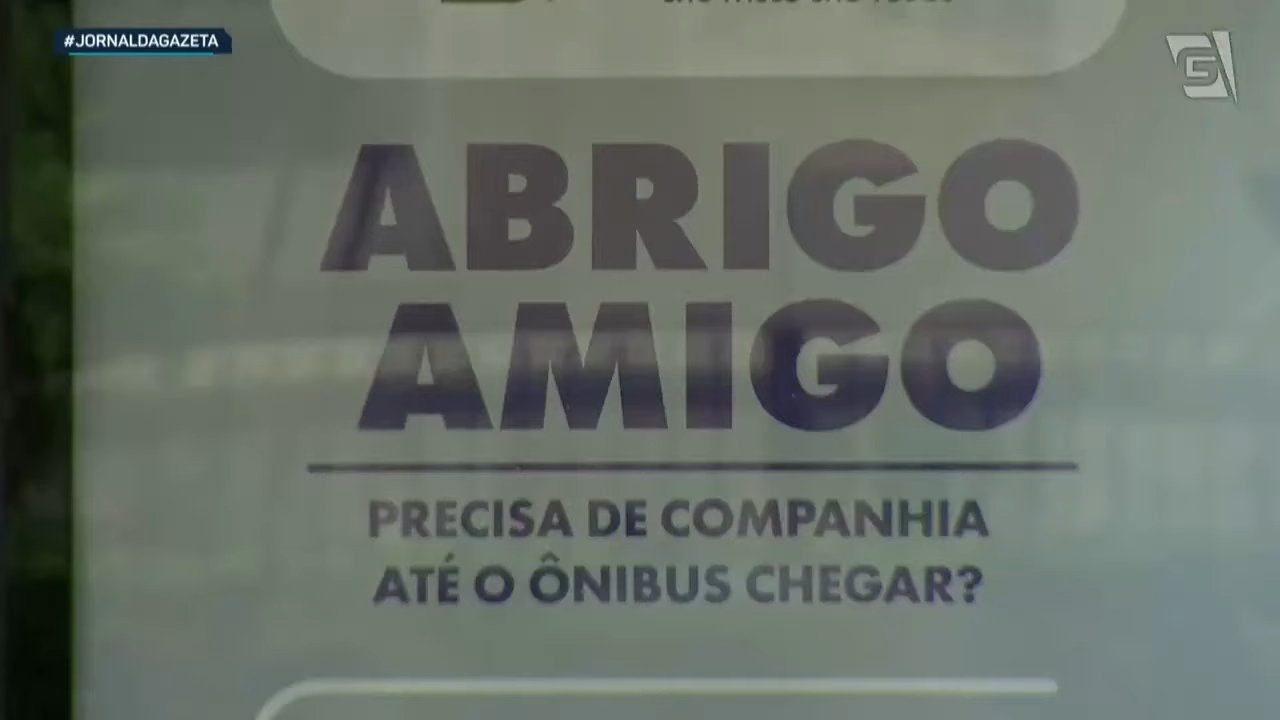 #JORNALDAGAZETA
ABRIGO
AMIGO
PRECISA DE COMPANHIA
ATÉ O ÔNIBUS CHEGAR?